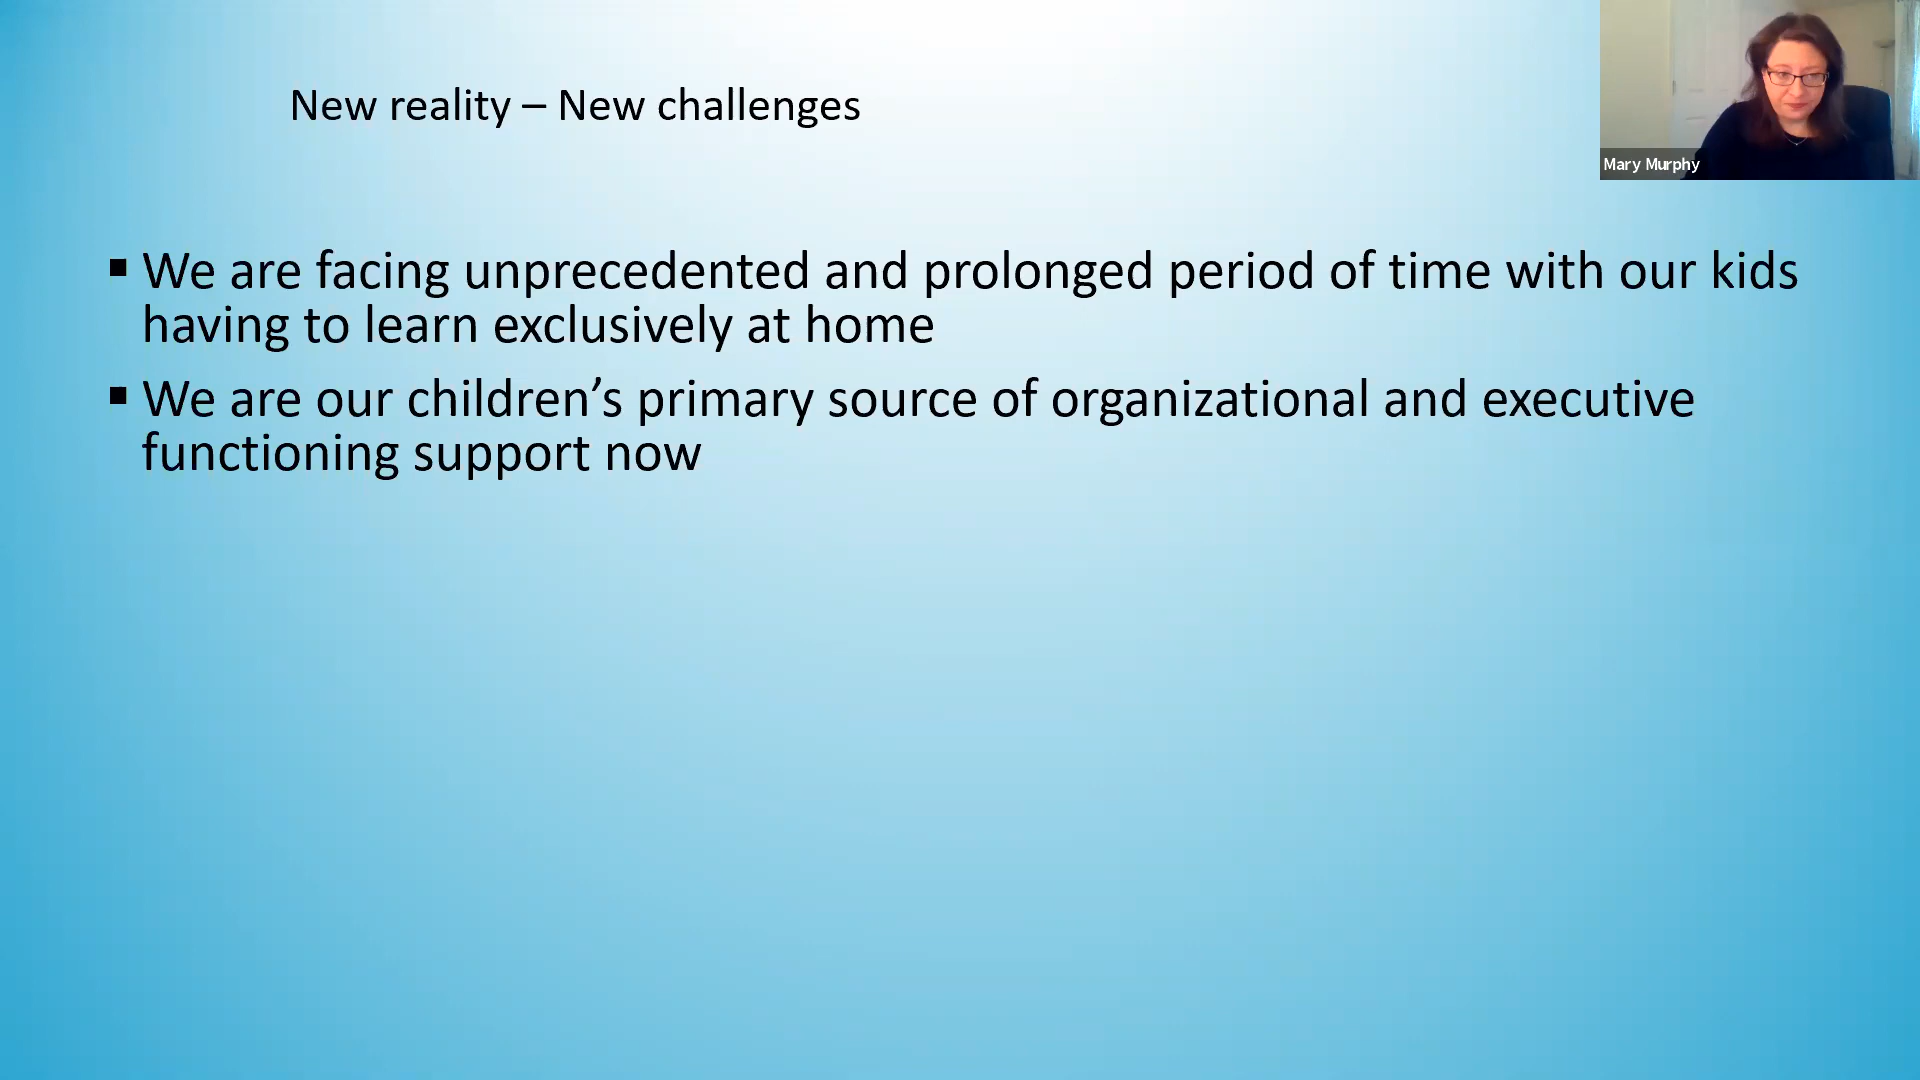 New reality – New challenges
Mary Murphy
▪ We are facing unprecedented and prolonged period of time with our kids
having to learn exclusively at home
▪ We are our children’s primary source of organizational and executive
functioning support now